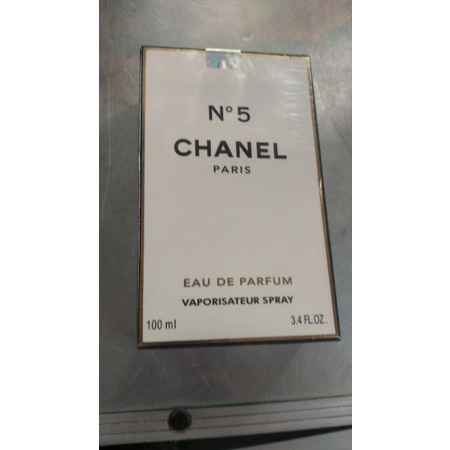 N°5
CHANEL
PARIS
EAU DE PARFUM
VAPORISATEUR SPRAY
100 ml 3.4 FL.OZ.